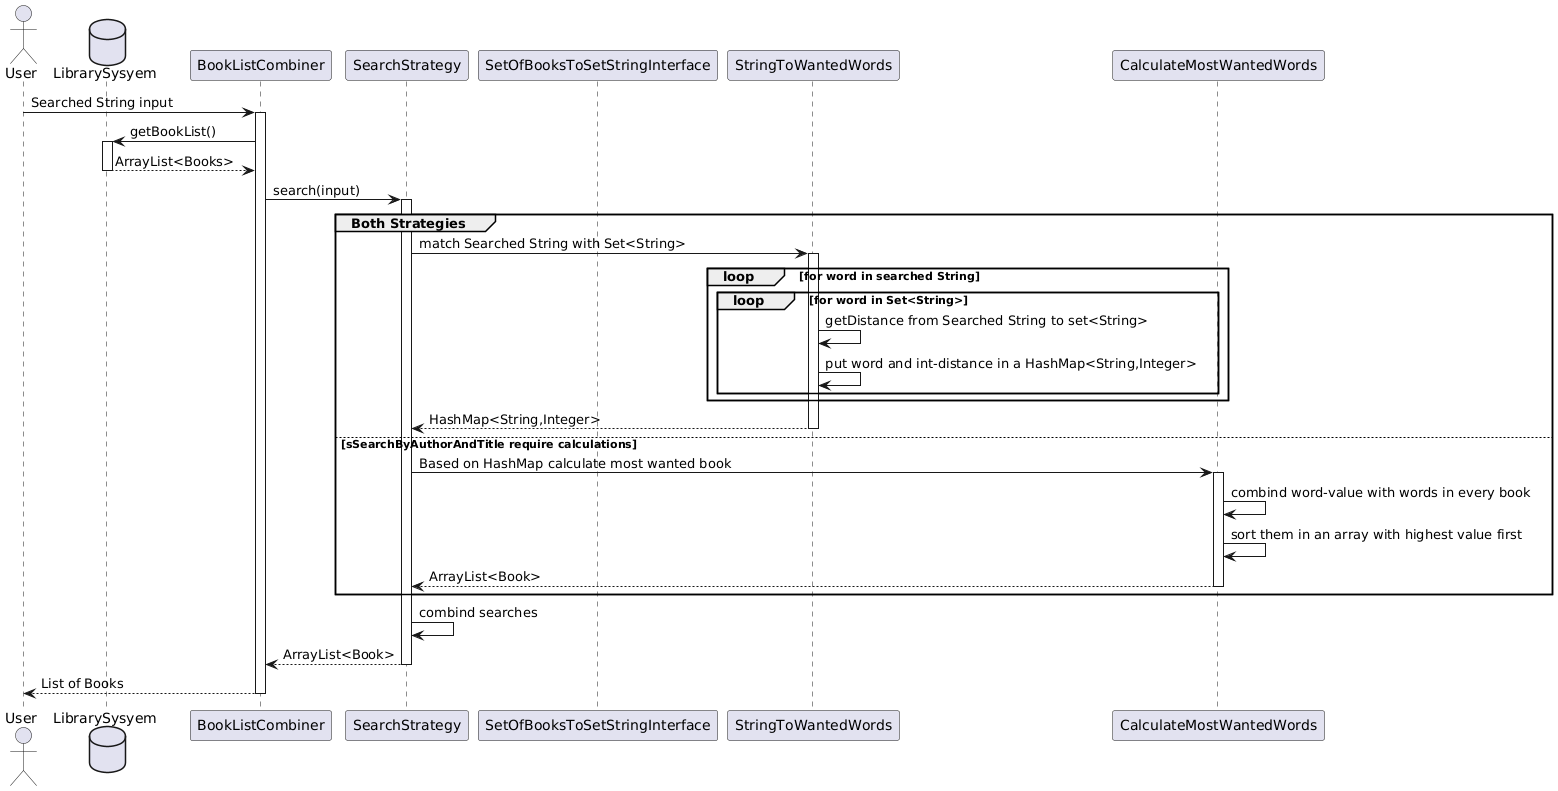 User
LibrarySysyem
BookListCombiner
SearchStrategy
SetOfBooksToSetStringInterface
StringToWantedWords
CalculateMostWantedWords
Searched String input
getBookList()
ArrayList<Books>
search(input)
Both Strategies
match Searched String with Set<String>
loop [for word in searched String]
loop [for word in Set<String>]
getDistance from Searched String to set<String>
put word and int-distance in a HashMap<String,Integer>
HashMap<String,Integer>
[sSearchByAuthorAndTitle require calculations]
Based on HashMap calculate most wanted book
combind word-value with words in every book
sort them in an array with highest value first
ArrayList<Book>
combind searches
ArrayList<Book>
List of Books
User
LibrarySysyem
BookListCombiner
SearchStrategy
SetOfBooksToSetStringInterface
StringToWantedWords
CalculateMostWantedWords